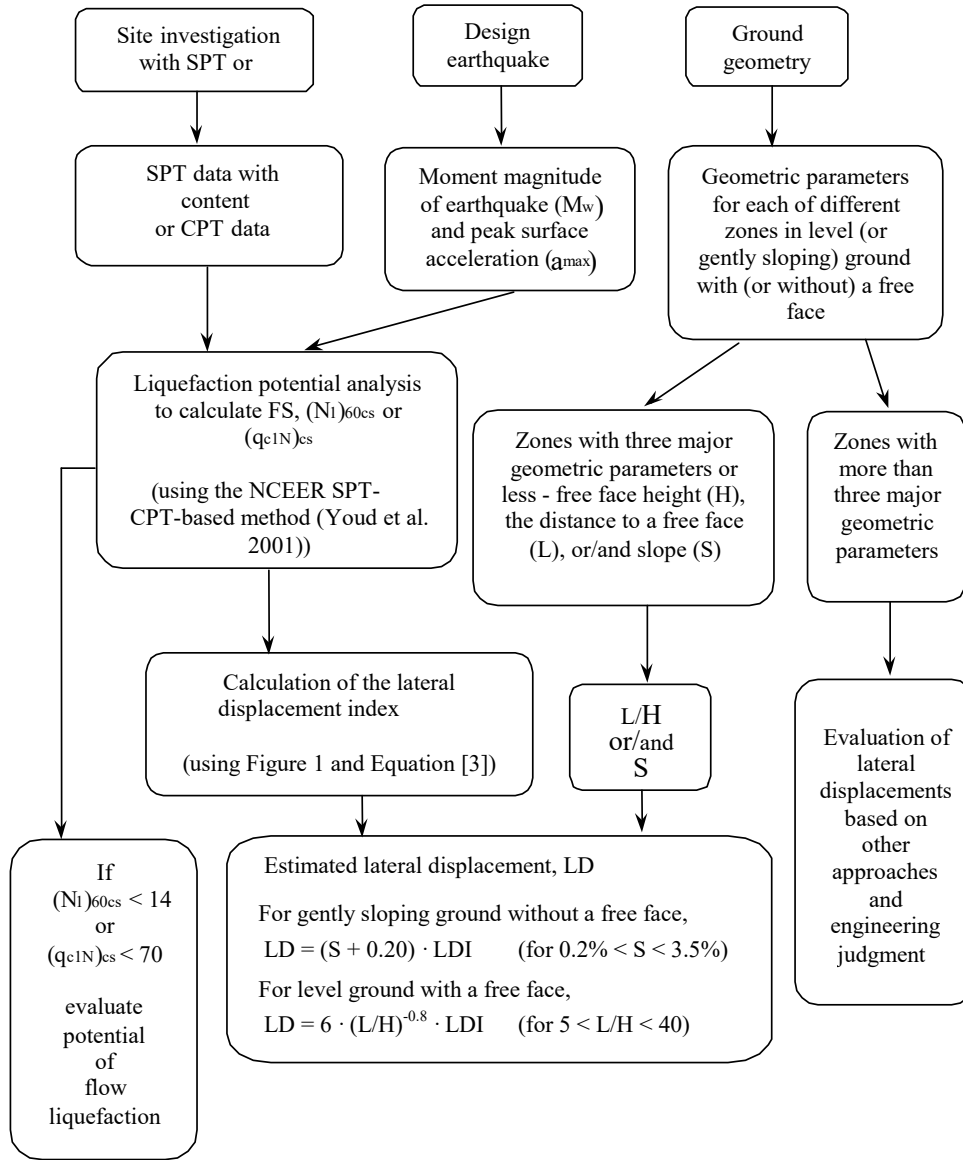 Site investigation
with SPT or
Design
earthquake
Ground
geometry
SPT data with
content
or CPT data
Moment magnitude
of earthquake (Mw)
and peak surface
acceleration (amax)
Geometric parameters
for each of different
zones in level (or
gently sloping) ground
with (or without) a free
face
Liquefaction potential analysis
to calculate FS, (N1)60cs or
(qc1N)cs
(using the NCEER SPT-
CPT-based method (Youd et al.
2001))
Zones with three major
geometric parameters or
less - free face height (H),
the distance to a free face
(L), or/and slope (S)
Zones with
more than
three major
geometric
parameters
Calculation of the lateral
displacement index
(using Figure 1 and Equation [3])
L/H
or/and
S
Evaluation of
lateral
displacements
based on
other
approaches
and
engineering
judgment
If
(N1)60cs < 14
or
(qc1N)cs < 70
evaluate
potential
of
flow
liquefaction
Estimated lateral displacement, LD
For gently sloping ground without a free face,
LD = (S + 0.20) · LDI (for 0.2% < S < 3.5%)
For level ground with a free face,
LD = 6 · (L/H)-0.8 · LDI (for 5 < L/H < 40)